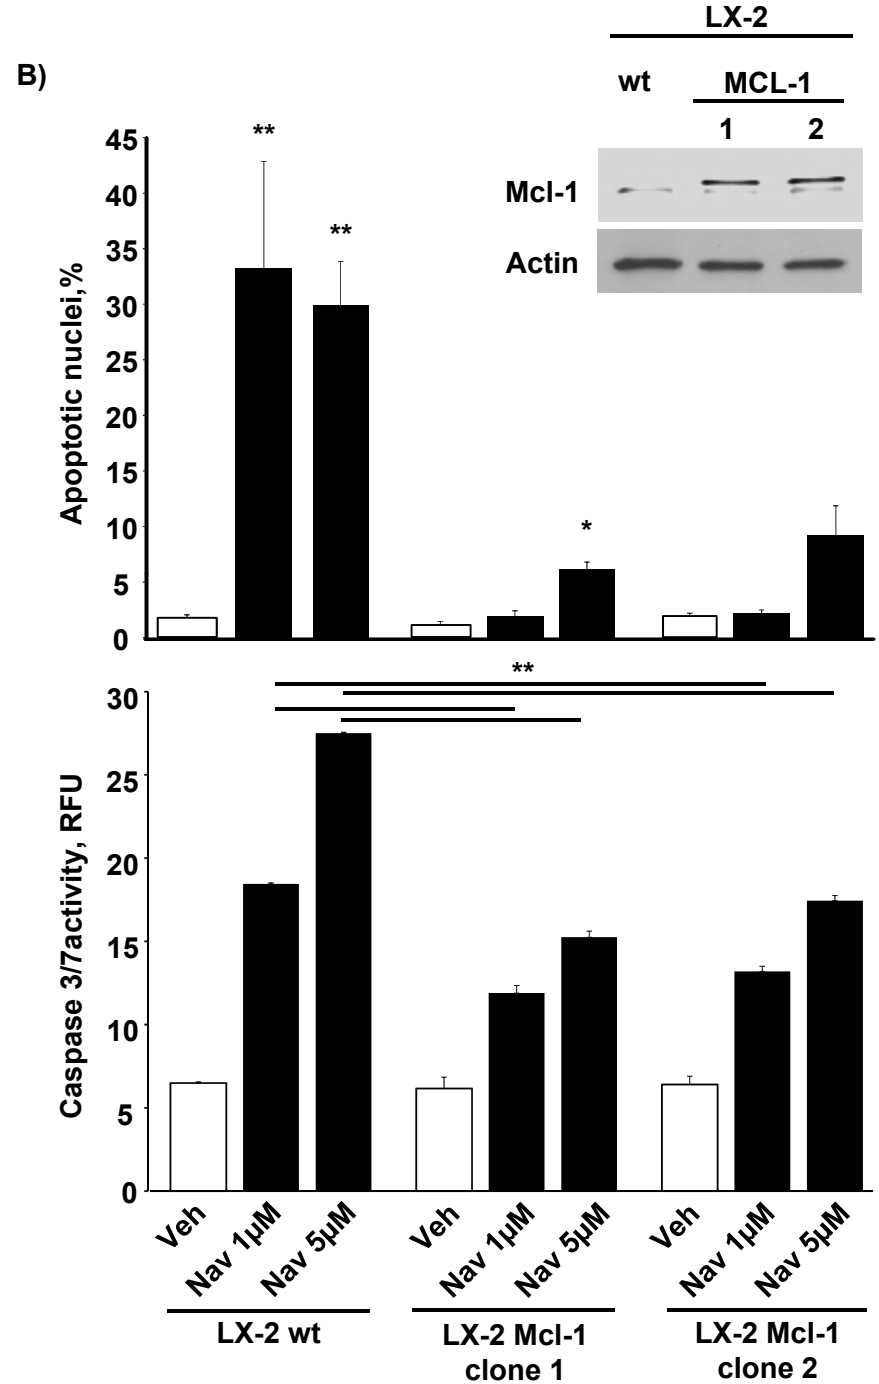 LX-2
B)
wt
MCL-1
1
2
Mcl-1
Actin
Apoptotic nuclei,%
45
40
35
30
25
20
15
10
5
0
**
**
*
**
Caspase 3/7activity, RFU
30
25
20
15
10
5
0
Veh
Nav 1µM
Nav 5µM
Veh
Nav 1µM
Nav 5µM
Veh
Nav 1µM
Nav 5µM
LX-2 wt
LX-2 Mcl-1
clone 1
LX-2 Mcl-1
clone 2